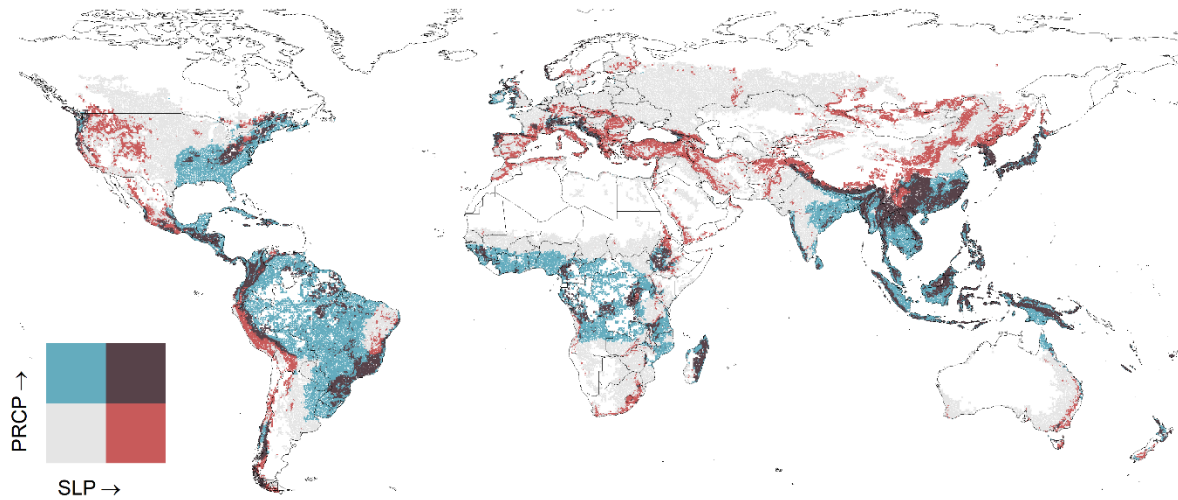 PRCP →
SLP →